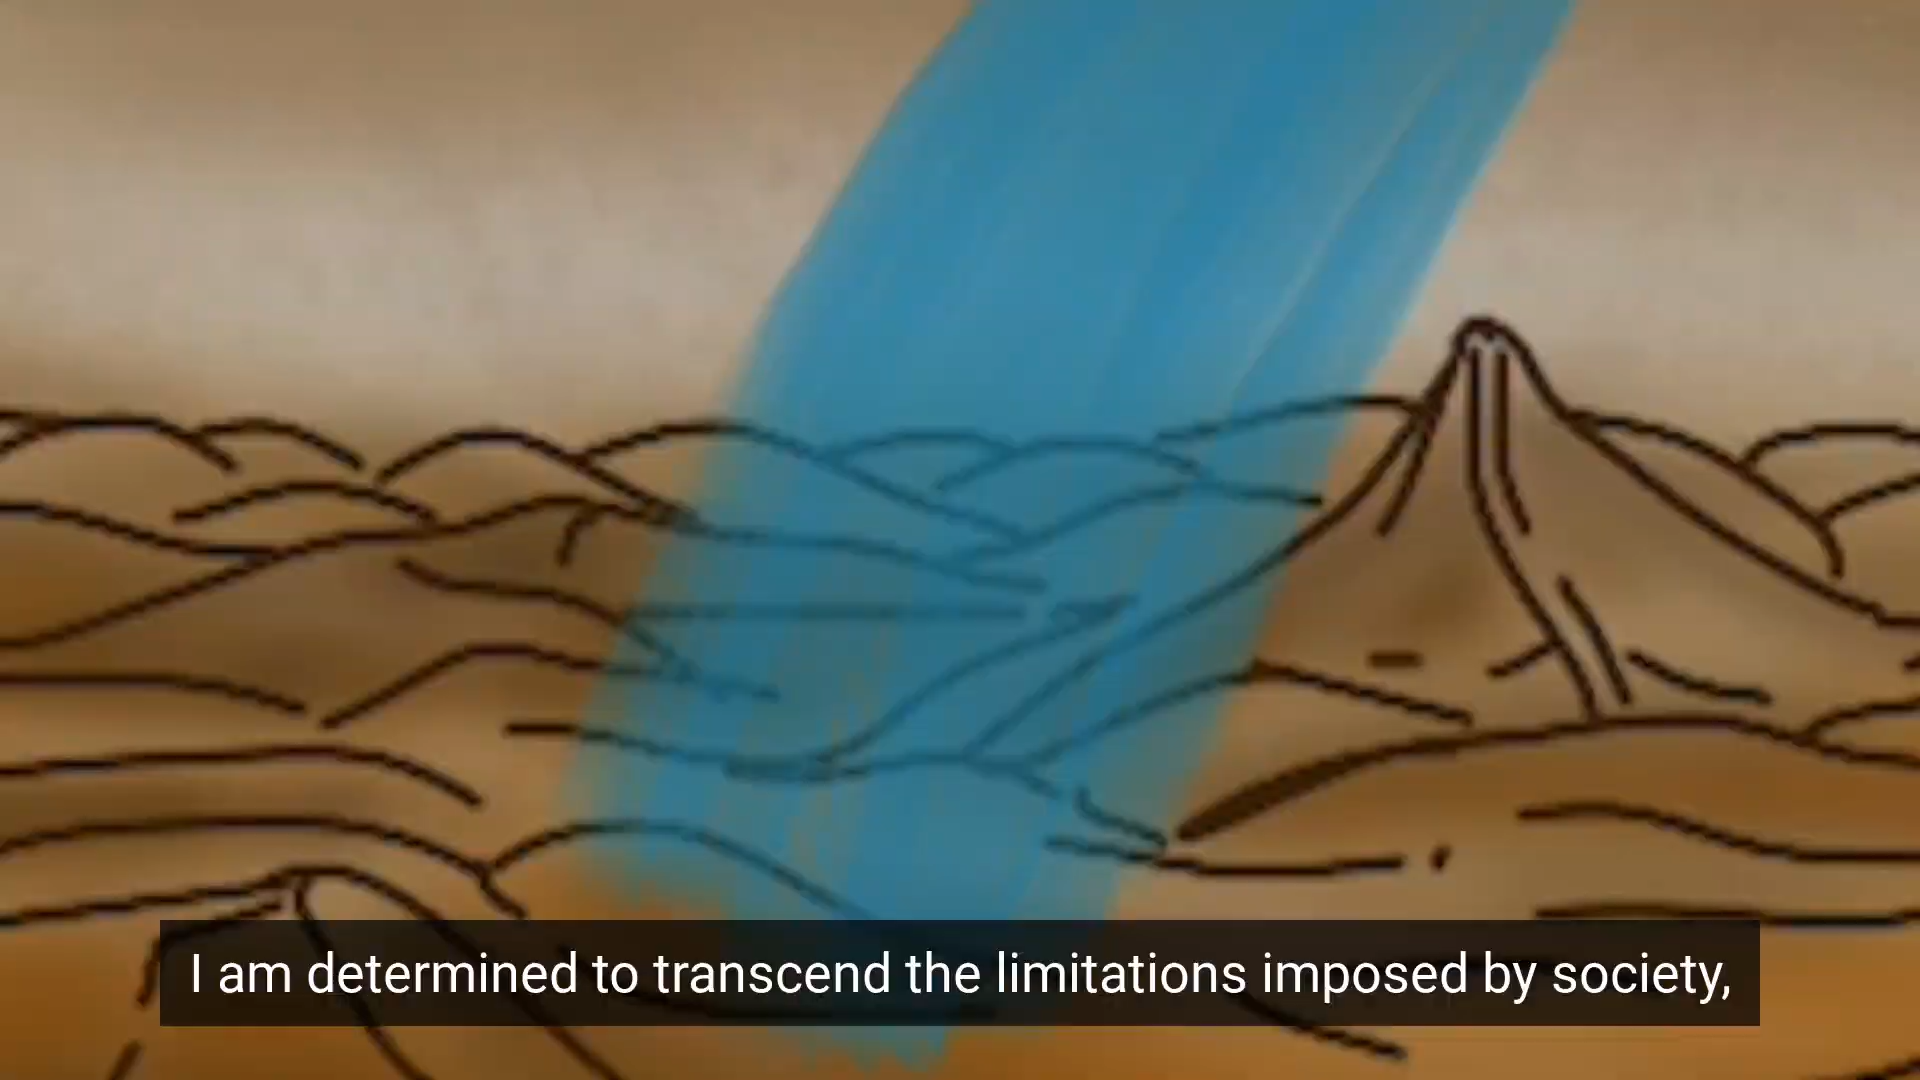 I am determined to transcend the limitations imposed by society,